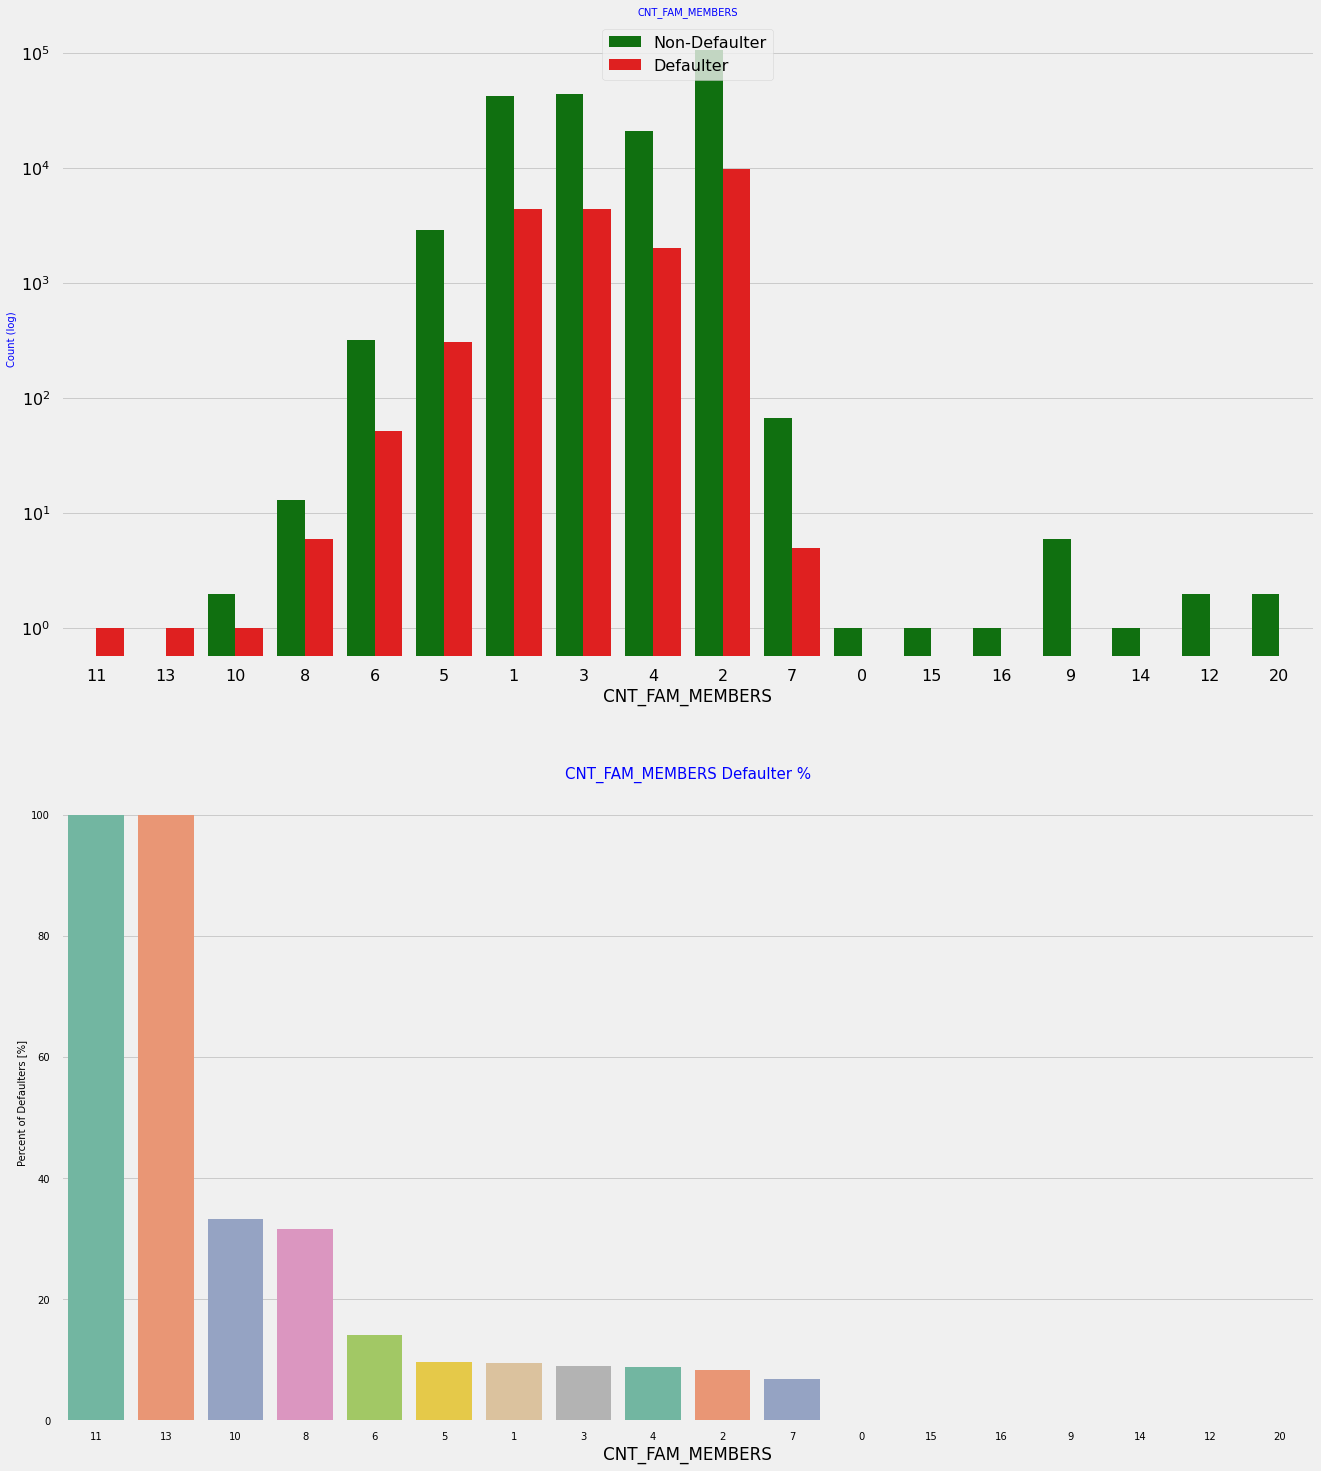 CNT_FAM_MEMBERS
Non-Defaulter
Defaulter
Count (log)
10^5
10^4
10^3
10^2
10^1
10^0
11 13 10 8 6 5 1 3 4 2 7 0 15 16 9 14 12 20
CNT_FAM_MEMBERS
CNT_FAM_MEMBERS Defaulter %
Percent of Defaulters [%]
100
80
60
40
20
0
11 13 10 8 6 5 1 3 4 2 7 0 15 16 9 14 12 20
CNT_FAM_MEMBERS